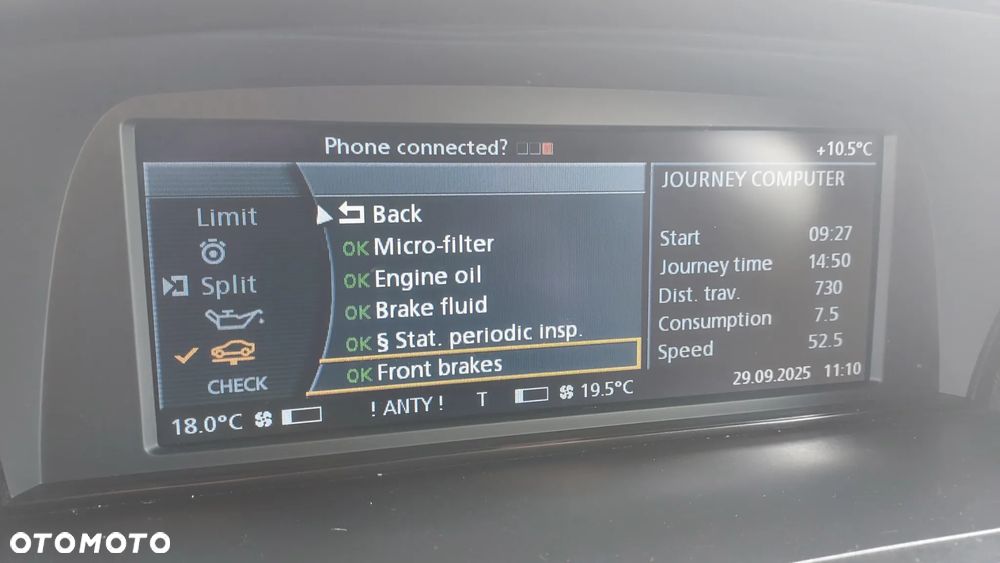 Phone connected?
+10.5°C
Limit
Split
CHECK
Back
OK Micro-filter
OK Engine oil
OK Brake fluid
OK § Stat. periodic insp.
OK Front brakes
JOURNEY COMPUTER
Start 09:27
Journey time 14:50
Dist. trav. 730
Consumption 7.5
Speed 52.5
29.09.2025 11:10
18.0°C ! ANTY ! T 19.5°C
OTOMOTO